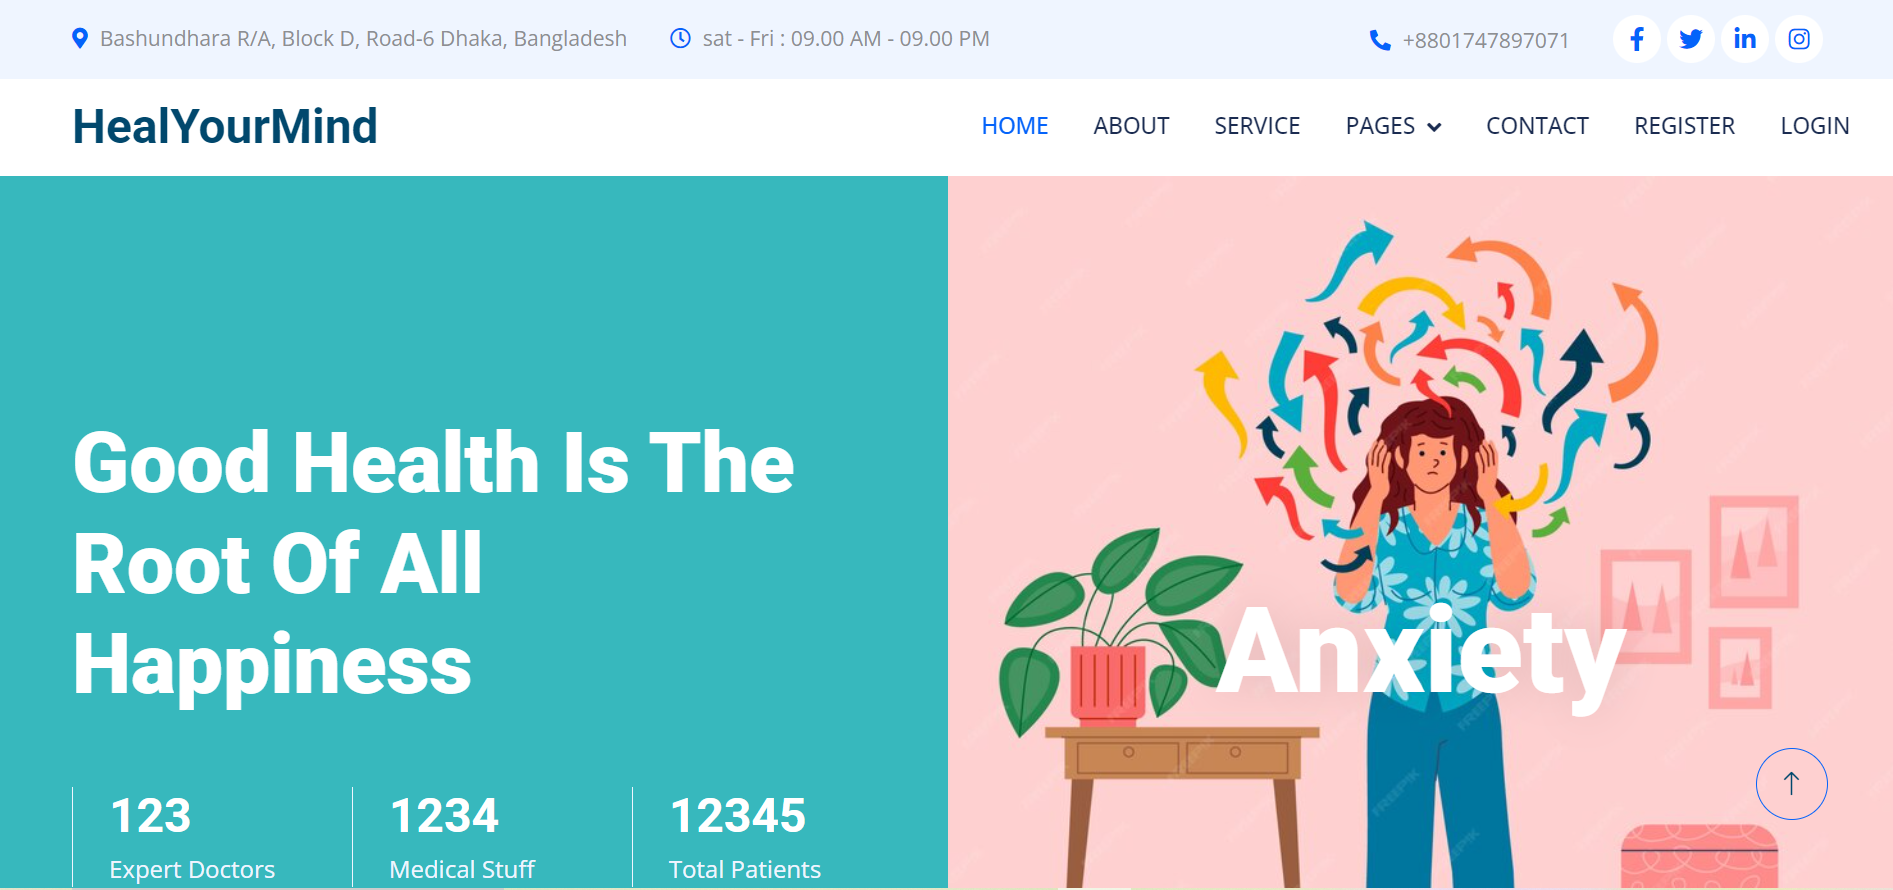 Bashundhara R/A, Block D, Road-6 Dhaka, Bangladesh
sat - Fri : 09.00 AM - 09.00 PM
+8801747897071
HealYourMind
HOME
ABOUT
SERVICE
PAGES
CONTACT
REGISTER
LOGIN
Good Health Is The
Root Of All
Happiness
Anxiety
123
Expert Doctors
1234
Medical Stuff
12345
Total Patients
FREEPIK